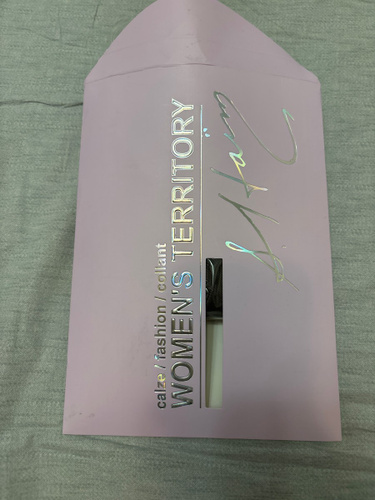 calze / fashion / collant
WOMEN'S TERRITORY